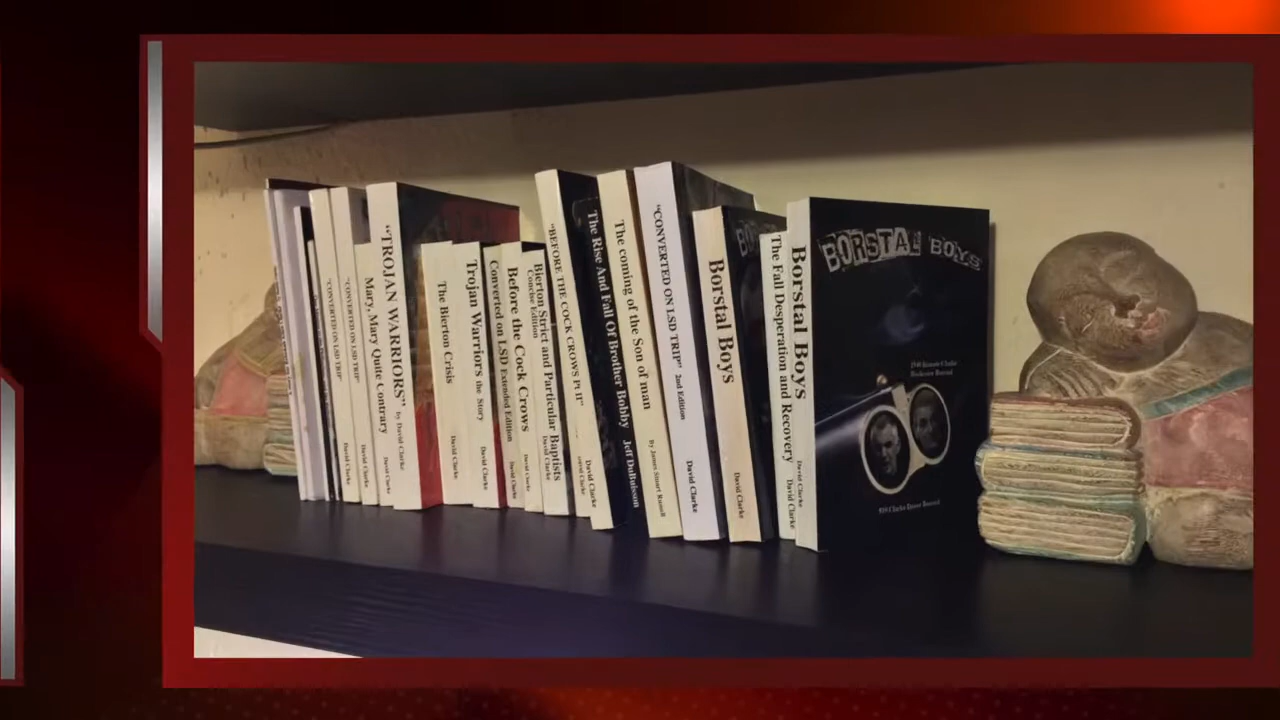 "CONVERTED ON LSD TRIP" David Clarke
"CONVERTED ON LSD TRIP" David Clarke
Mary, Mary Quite Contrary David Clarke
"TROJAN WARRIORS" by David Clarke
The Bierton Crisis David Clarke
Trojan Warriors the Story David Clarke
Converted on LSD Extended Edition David Clarke
Before the Cock Crows David Clarke
Bierton Strict and Particular Baptists
Concise Edition David Clarke
"BEFORE THE COCK CROWS Pt II" David Clarke
The Rise And Fall Of Brother Bobby Jeff DuBuisson
David Clarke
The coming of the Son of man By James Stuart Russell
"CONVERTED ON LSD TRIP" 2nd Edition David Clarke
Borstal Boys David Clarke
The Fall Desperation and Recovery David Clarke
Borstal Boys David Clarke
BORSTAL BOYS
BORSTAL BOYS